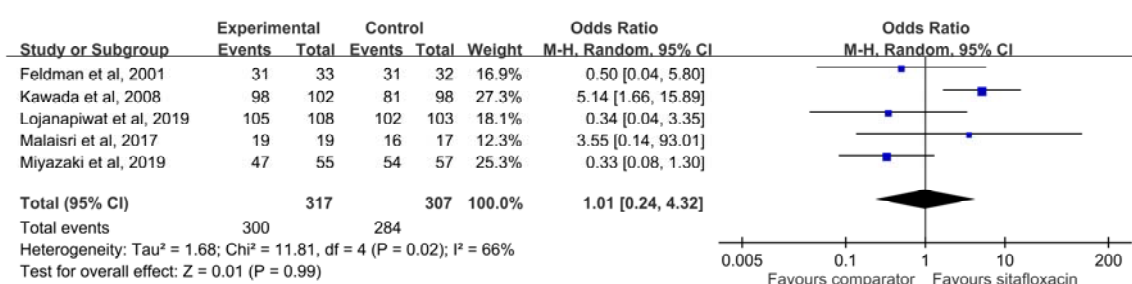 Experimental Control Odds Ratio Odds Ratio
Study or Subgroup Events Total Events Total Weight M-H, Random, 95% CI M-H, Random, 95% CI
Feldman et al, 2001 31 33 31 32 16.9% 0.50 [0.04, 5.80]
Kawada et al, 2008 98 102 81 98 27.3% 5.14 [1.66, 15.89]
Lojanapiwat et al, 2019 105 108 102 103 18.1% 0.34 [0.04, 3.35]
Malaisri et al, 2017 19 19 16 17 12.3% 3.55 [0.14, 93.01]
Miyazaki et al, 2019 47 55 54 57 25.3% 0.33 [0.08, 1.30]
Total (95% CI) 317 307 100.0% 1.01 [0.24, 4.32]
Total events 300 284
Heterogeneity: Tau² = 1.68; Chi² = 11.81, df = 4 (P = 0.02); I² = 66%
Test for overall effect: Z = 0.01 (P = 0.99)
0.005 0.1 1 10 200
Favours comparator Favours sitafloxacin